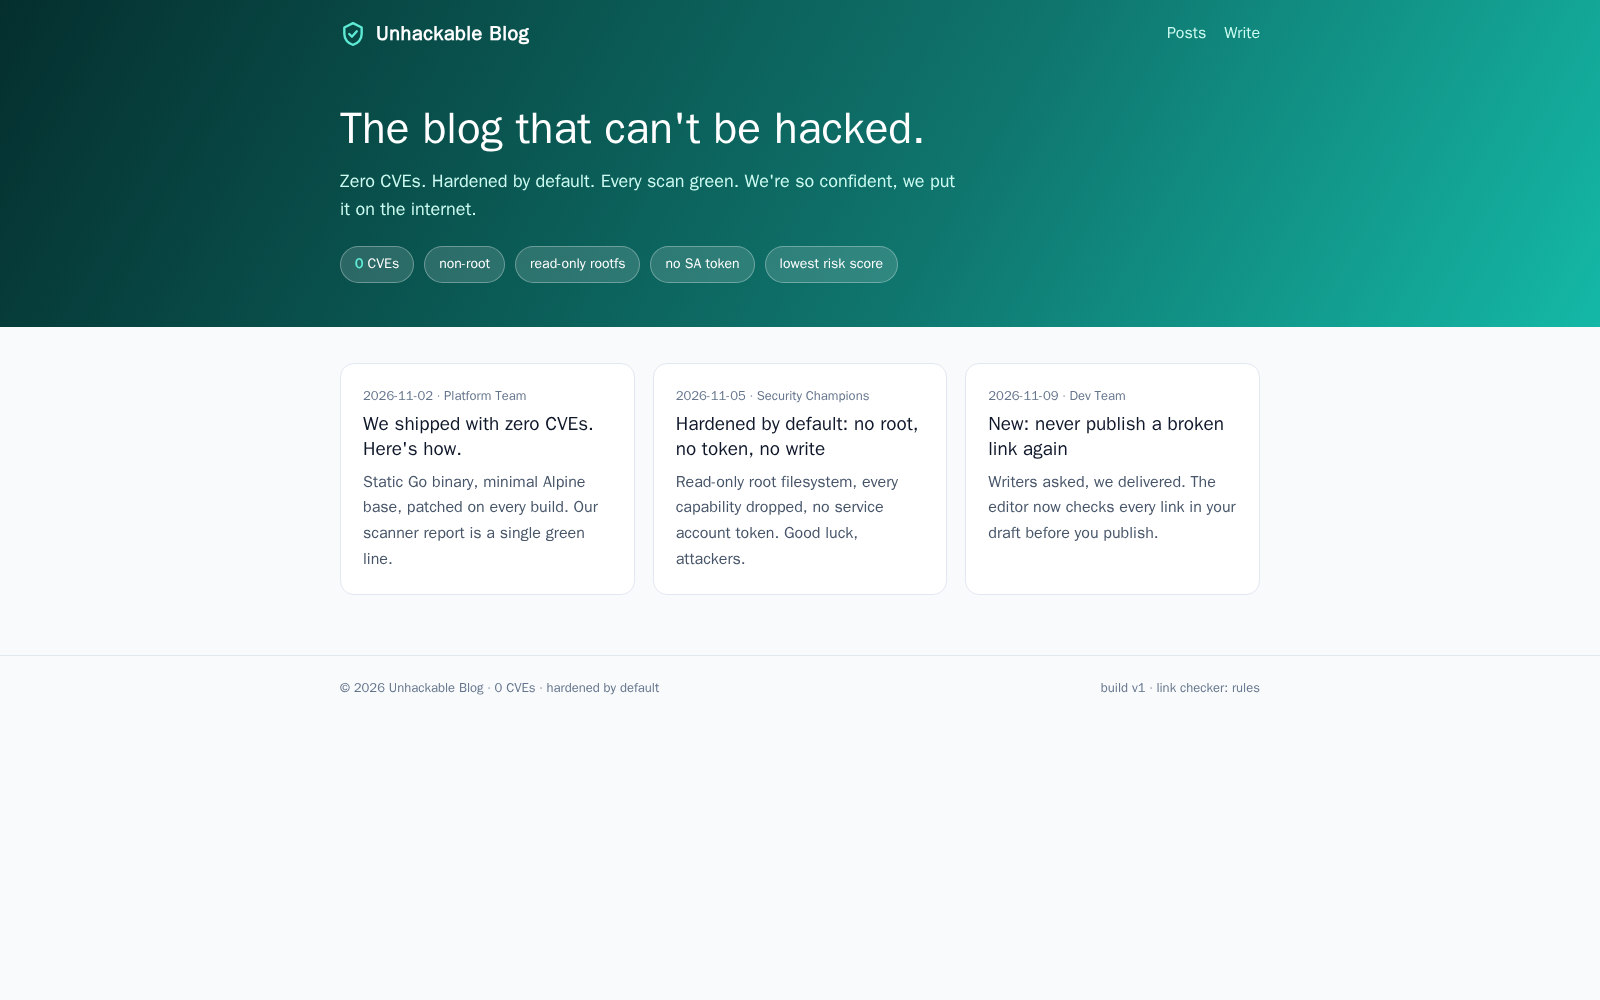 Unhackable Blog
Posts
Write
The blog that can't be hacked.
Zero CVEs. Hardened by default. Every scan green. We're so confident, we put
it on the internet.
0 CVEs
non-root
read-only rootfs
no SA token
lowest risk score
2026-11-02 · Platform Team
We shipped with zero CVEs.
Here's how.
Static Go binary, minimal Alpine
base, patched on every build. Our
scanner report is a single green
line.
2026-11-05 · Security Champions
Hardened by default: no root,
no token, no write
Read-only root filesystem, every
capability dropped, no service
account token. Good luck,
attackers.
2026-11-09 · Dev Team
New: never publish a broken
link again
Writers asked, we delivered. The
editor now checks every link in your
draft before you publish.
© 2026 Unhackable Blog · 0 CVEs · hardened by default
build v1 · link checker: rules